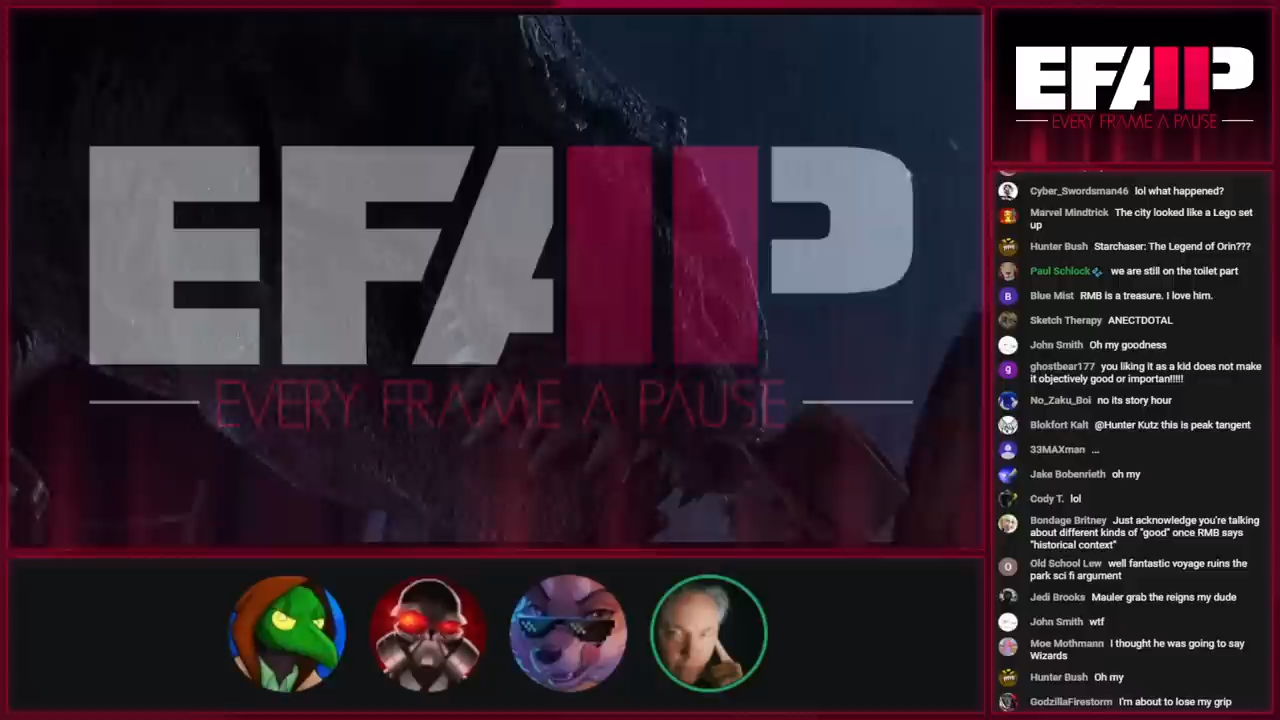 EFAP
EVERY FRAME A PAUSE
EFAP
EVERY FRAME A PAUSE
Cyber_Swordsman46 lol what happened?
Marvel Mindtrick The city looked like a Lego set
up
Hunter Bush Starchaser: The Legend of Orin???
Paul Schlock we are still on the toilet part
B
Blue Mist RMB is a treasure. I love him.
Sketch Therapy ANECTDOTAL
John Smith Oh my goodness
g
ghostbear177 you liking it as a kid does not make
it objectively good or importan!!!!!
No_Zaku_Boi no its story hour
Blokfort Kalt @Hunter Kutz this is peak tangent
33MAXman ...
Jake Bobenrieth oh my
Cody T. lol
Bondage Britney Just acknowledge you're talking
about different kinds of "good" once RMB says
"historical context"
O
Old School Lew well fantastic voyage ruins the
park sci fi argument
Jedi Brooks Mauler grab the reigns my dude
John Smith wtf
Moe Mothmann I thought he was going to say
Wizards
Hunter Bush Oh my
GodzillaFirestorm I'm about to lose my grip